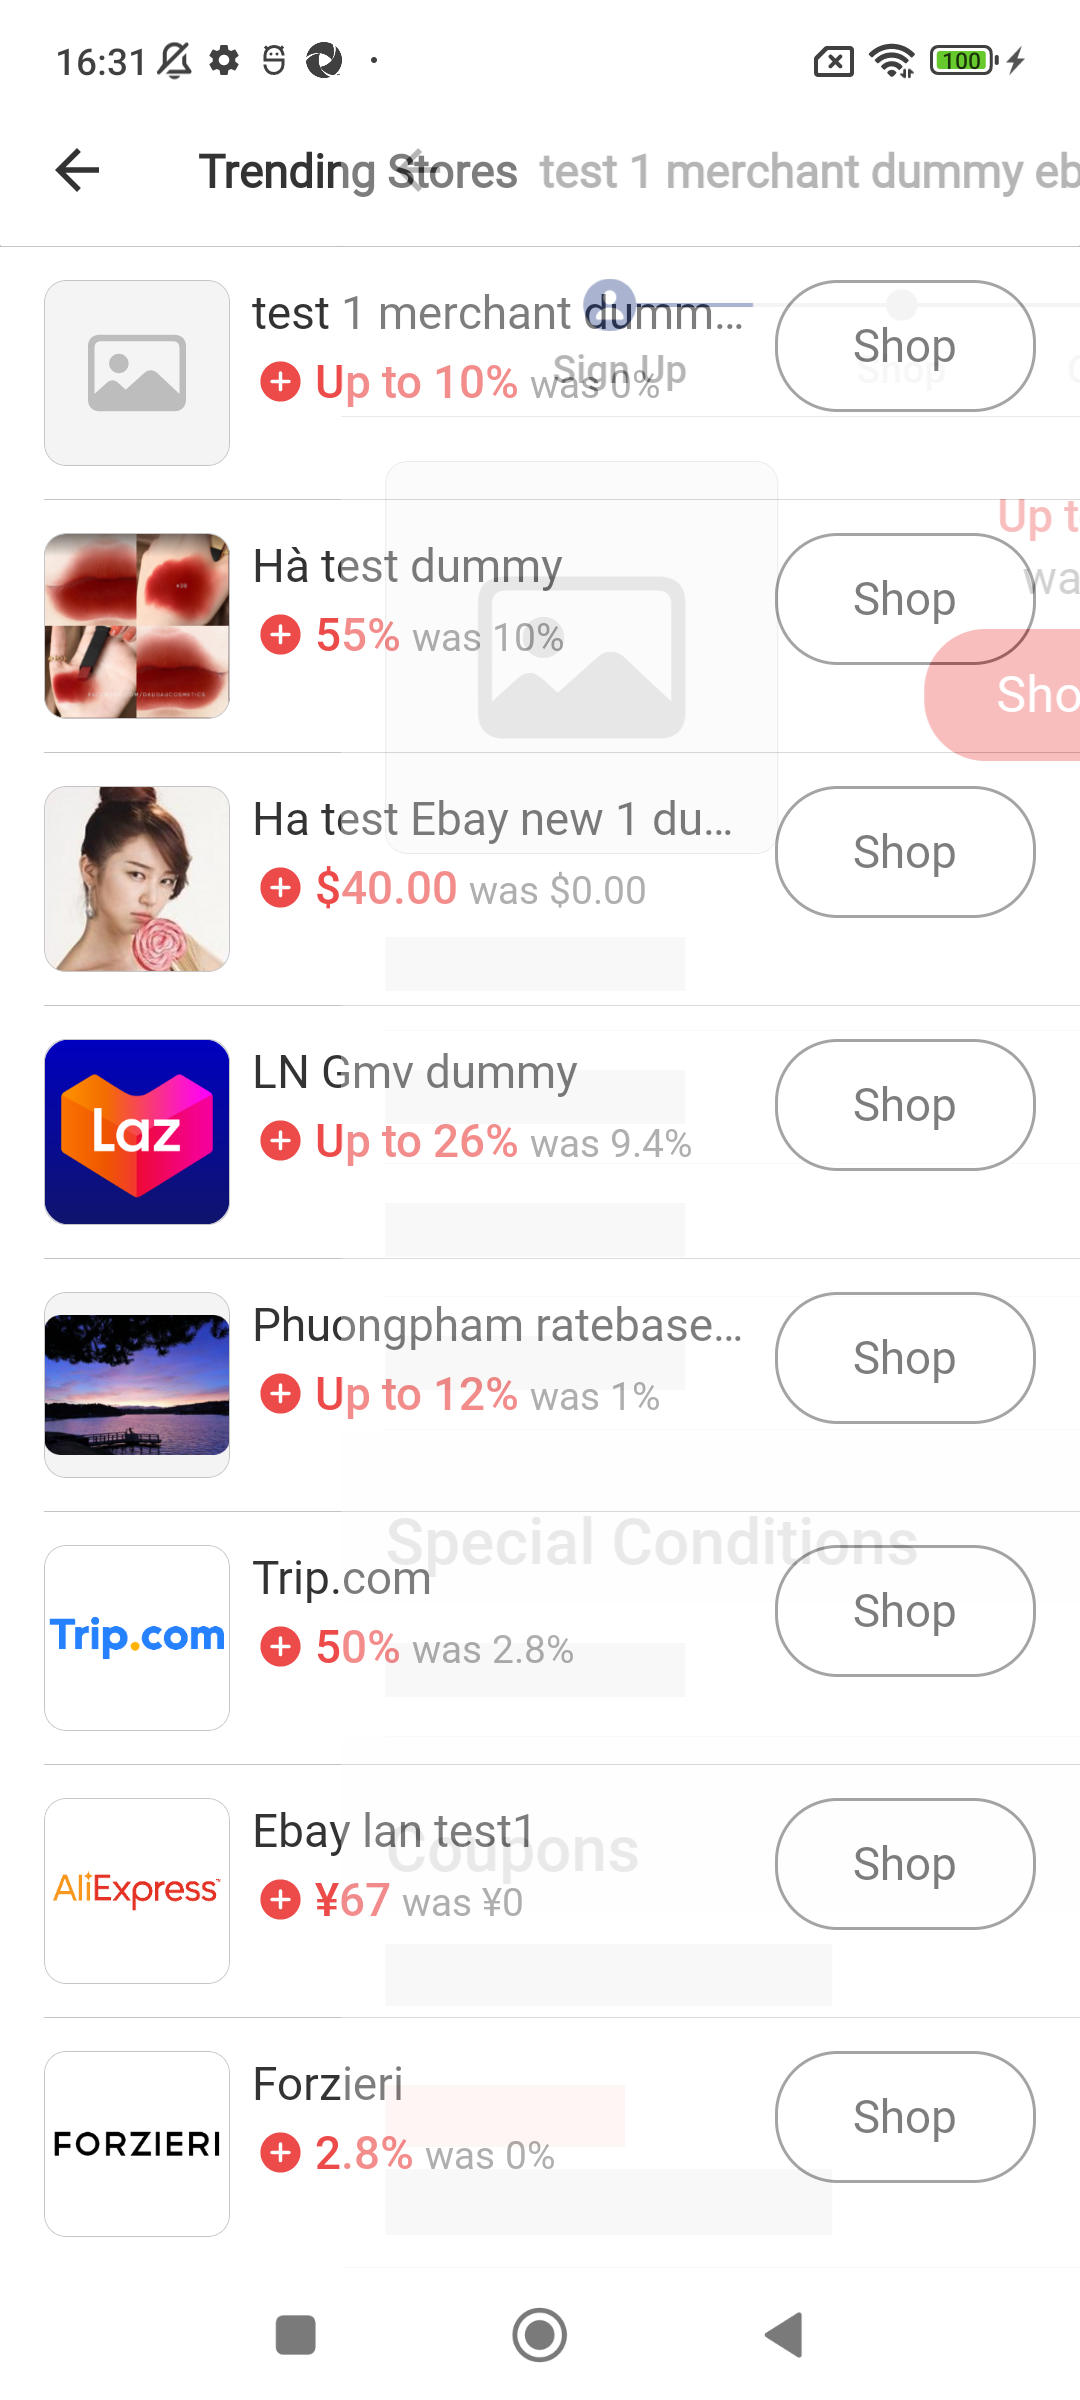 16:31
100
Trending Stores test 1 merchant dummy eb
test 1 merchant dumm...
Shop
Sign Up
Shop
Up to 10% was 0%
Up t
Hà test dummy
Shop
wa
55% was 10%
Sho
Ha test Ebay new 1 du...
Shop
$40.00 was $0.00
Laz
LN Gmv dummy
Shop
Up to 26% was 9.4%
Phuongpham ratebase...
Shop
Up to 12% was 1%
Special Conditions
Trip.com
Trip.com
Shop
50% was 2.8%
AliExpress
Ebay lan test1
Coupons
Shop
¥67 was ¥0
FORZIERI
Forzieri
Shop
2.8% was 0%